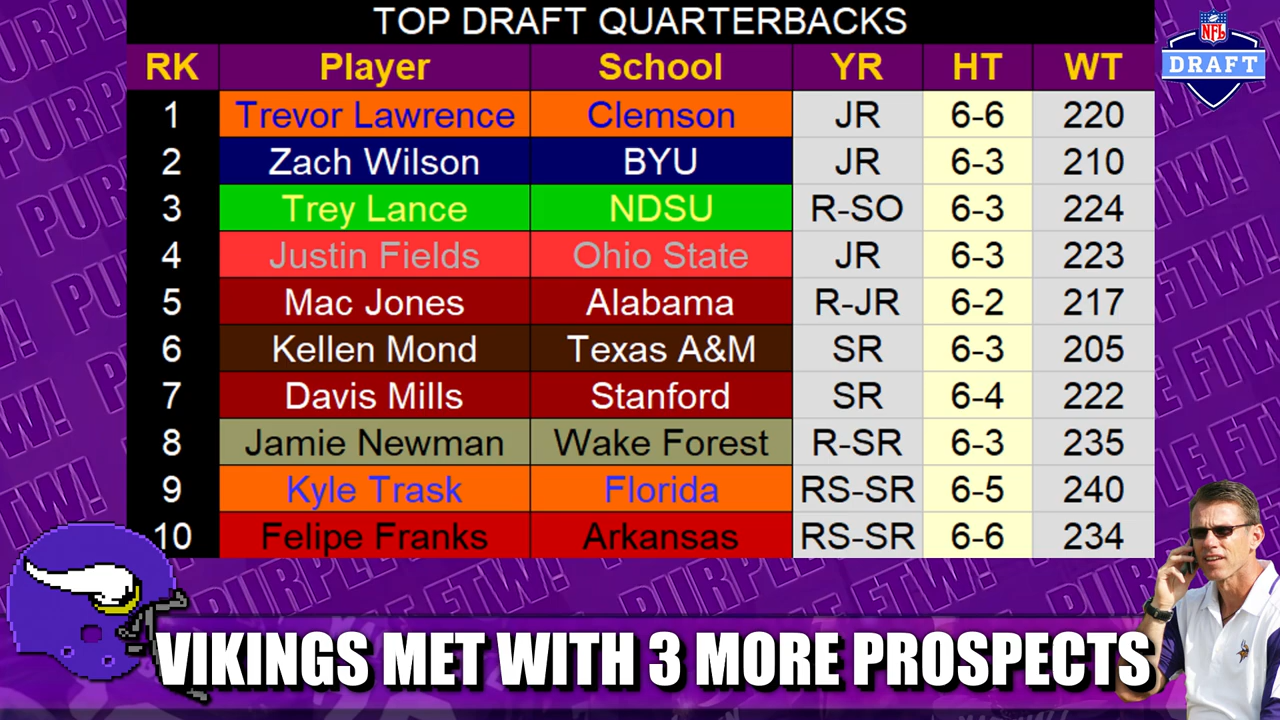 TOP DRAFT QUARTERBACKS
RK Player School YR HT WT
1 Trevor Lawrence Clemson JR 6-6 220
2 Zach Wilson BYU JR 6-3 210
3 Trey Lance NDSU R-SO 6-3 224
4 Justin Fields Ohio State JR 6-3 223
5 Mac Jones Alabama R-JR 6-2 217
6 Kellen Mond Texas A&M SR 6-3 205
7 Davis Mills Stanford SR 6-4 222
8 Jamie Newman Wake Forest R-SR 6-3 235
9 Kyle Trask Florida RS-SR 6-5 240
10 Felipe Franks Arkansas RS-SR 6-6 234
NFL
DRAFT
PURPLE FTW!
VIKINGS MET WITH 3 MORE PROSPECTS